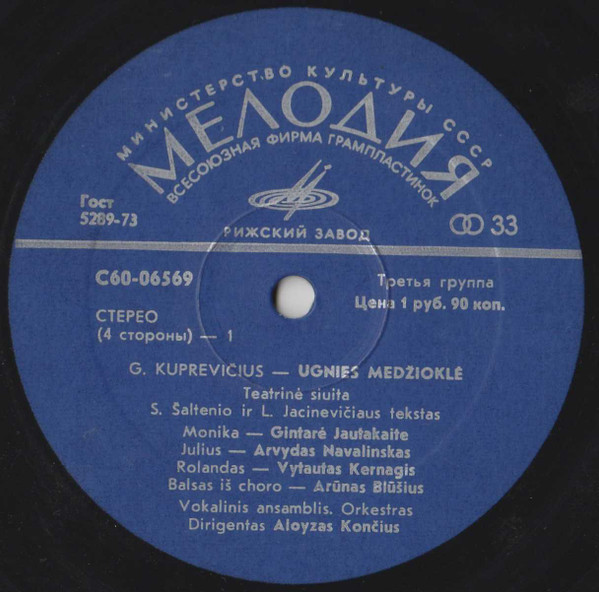 МИНИСТЕРСТВО КУЛЬТУРЫ СССР
МЕЛОДИЯ
ВСЕСОЮЗНАЯ ФИРМА ГРАМПЛАСТИНОК
Гост
5289-73
33
РИЖСКИЙ ЗАВОД
С60-06569
Третья группа
Цена 1 руб. 90 коп.
СТЕРЕО
(4 стороны) — 1
G. KUPREVIČIUS — UGNIES MEDŽIOKLĖ
Teatrinė siuita
S. Šaltenio ir L. Jacinevičiaus tekstas
Monika — Gintarė Jautakaite
Julius — Arvydas Navalinskas
Rolandas — Vytautas Kernagis
Balsas iš choro — Arūnas Blūšius
Vokalinis ansamblis. Orkestras
Dirigentas Aloyzas Končius